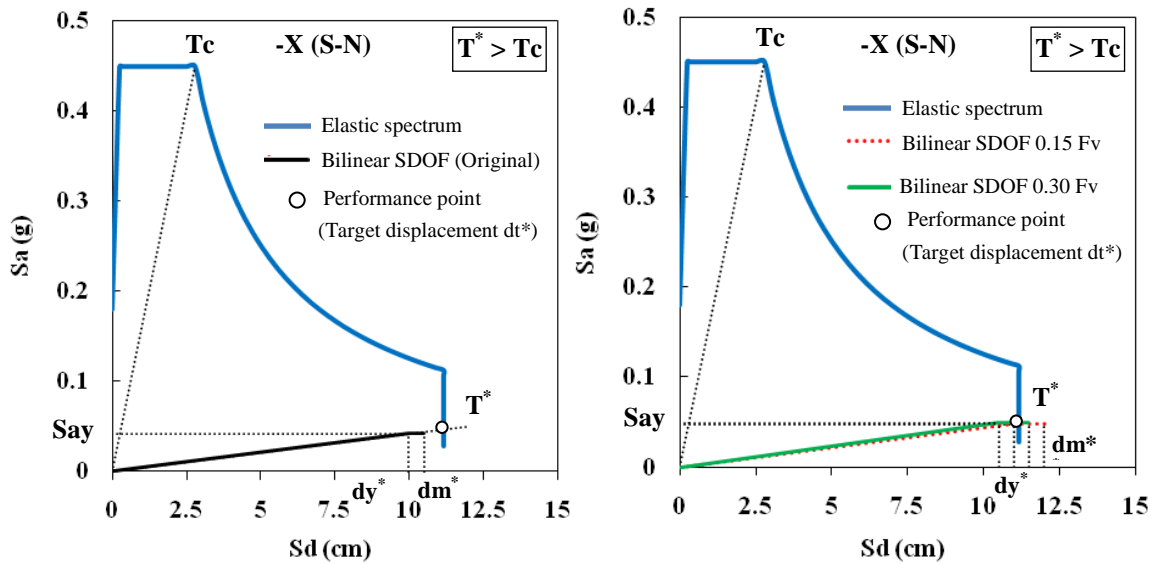 0.5
0.4
0.3
0.2
0.1
0
Sa (g)
Say
Tc
-X (S-N)
T* > Tc
Elastic spectrum
Bilinear SDOF (Original)
Performance point
(Target displacement dt*)
T*
dy*
dm*
0
2.5
5
7.5
10
12.5
15
Sd (cm)
0.5
0.4
0.3
0.2
0.1
0
Sa (g)
Say
Tc
-X (S-N)
T* > Tc
Elastic spectrum
Bilinear SDOF 0.15 Fv
Bilinear SDOF 0.30 Fv
Performance point
(Target displacement dt*)
T*
dm*
dy*
0
2.5
5
7.5
10
12.5
15
Sd (cm)